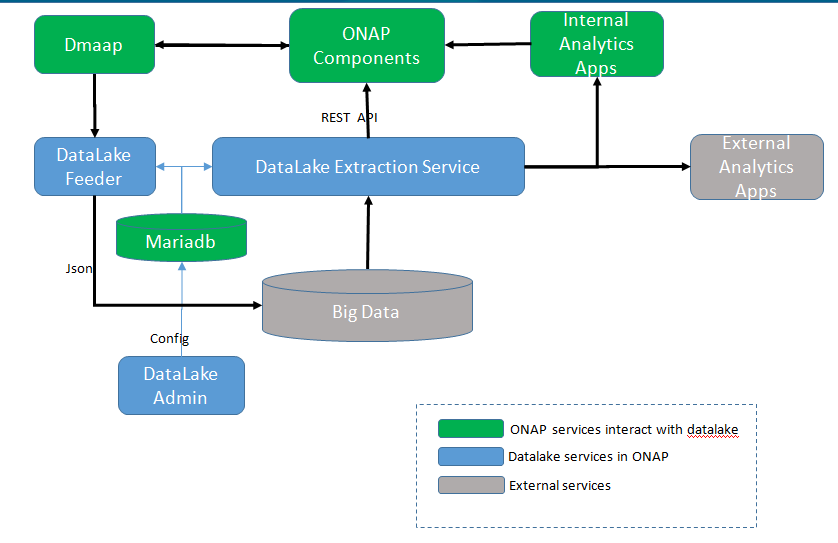 Dmaap
ONAP
Components
Internal
Analytics
Apps
REST API
DataLake
Feeder
DataLake Extraction Service
External
Analytics
Apps
Mariadb
Json
Big Data
Config
DataLake
Admin
ONAP services interact with datalake
Datalake services in ONAP
External services